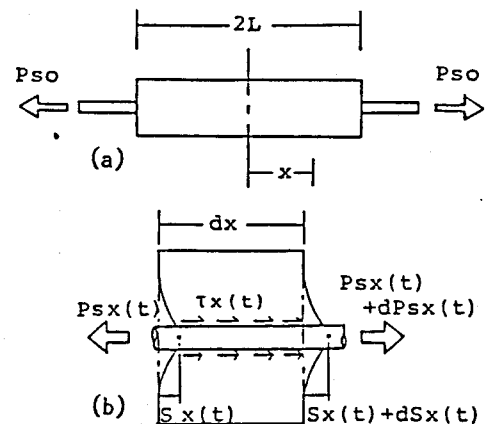 2L
Pso
Pso
(a)
x
dx
Psx(t)
τx(t)
Psx(t)
+dPsx(t)
(b)
Sx(t)
Sx(t)+dSx(t)